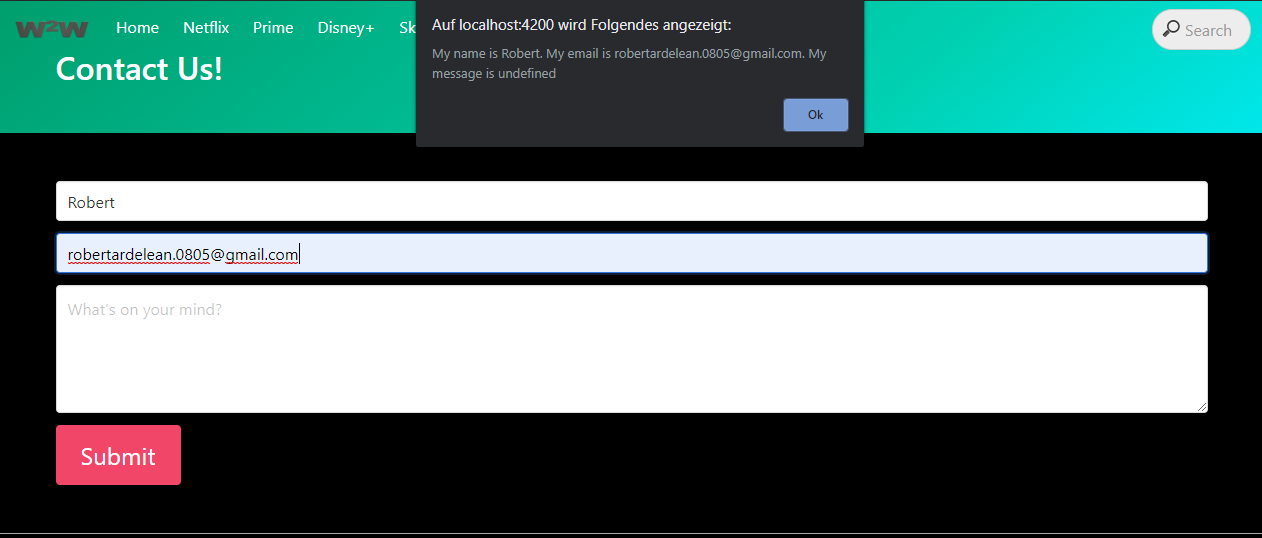 W2W Home Netflix Prime Disney+ Sk
Search
Contact Us!
Auf localhost:4200 wird Folgendes angezeigt:
My name is Robert. My email is robertardelean.0805@gmail.com. My
message is undefined
Ok
Robert
robertardelean.0805@gmail.com
What's on your mind?
Submit